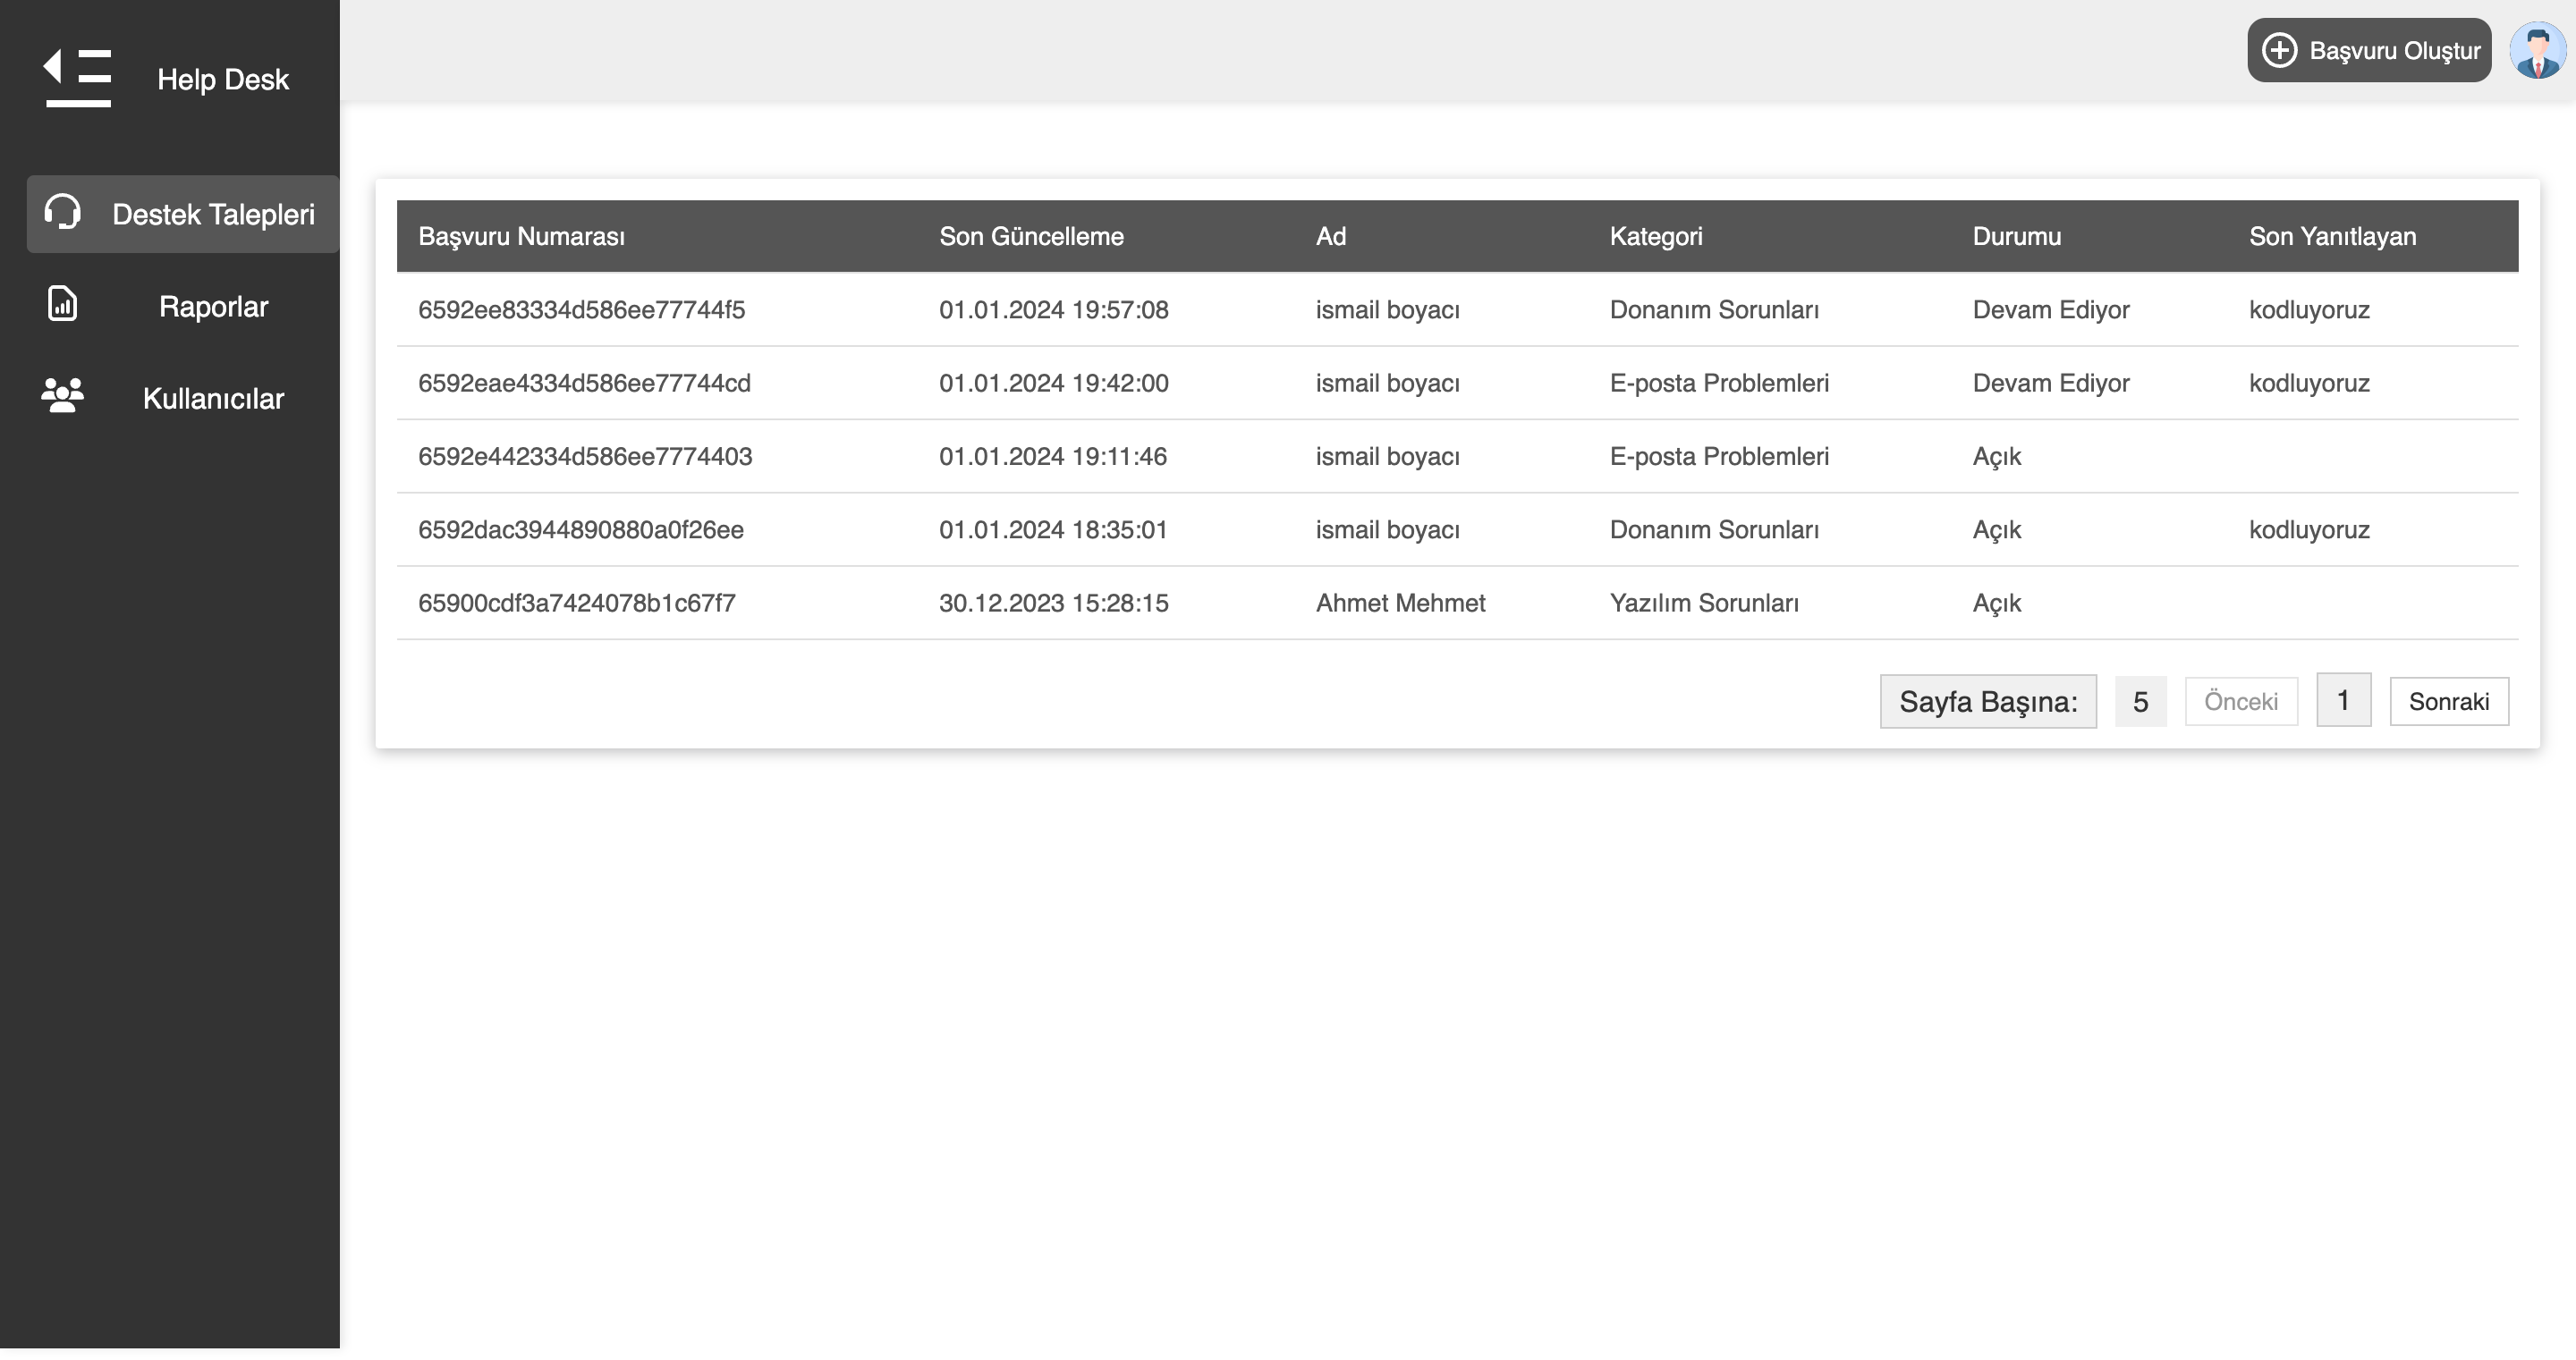 Help Desk
Başvuru Oluştur
Destek Talepleri
Raporlar
Kullanıcılar
Başvuru Numarası Son Güncelleme Ad Kategori Durumu Son Yanıtlayan
6592ee83334d586ee77744f5 01.01.2024 19:57:08 ismail boyacı Donanım Sorunları Devam Ediyor kodluyoruz
6592eae4334d586ee77744cd 01.01.2024 19:42:00 ismail boyacı E-posta Problemleri Devam Ediyor kodluyoruz
6592e442334d586ee7774403 01.01.2024 19:11:46 ismail boyacı E-posta Problemleri Açık
6592dac3944890880a0f26ee 01.01.2024 18:35:01 ismail boyacı Donanım Sorunları Açık kodluyoruz
65900cdf3a7424078b1c67f7 30.12.2023 15:28:15 Ahmet Mehmet Yazılım Sorunları Açık
Sayfa Başına: 5 Önceki 1 Sonraki